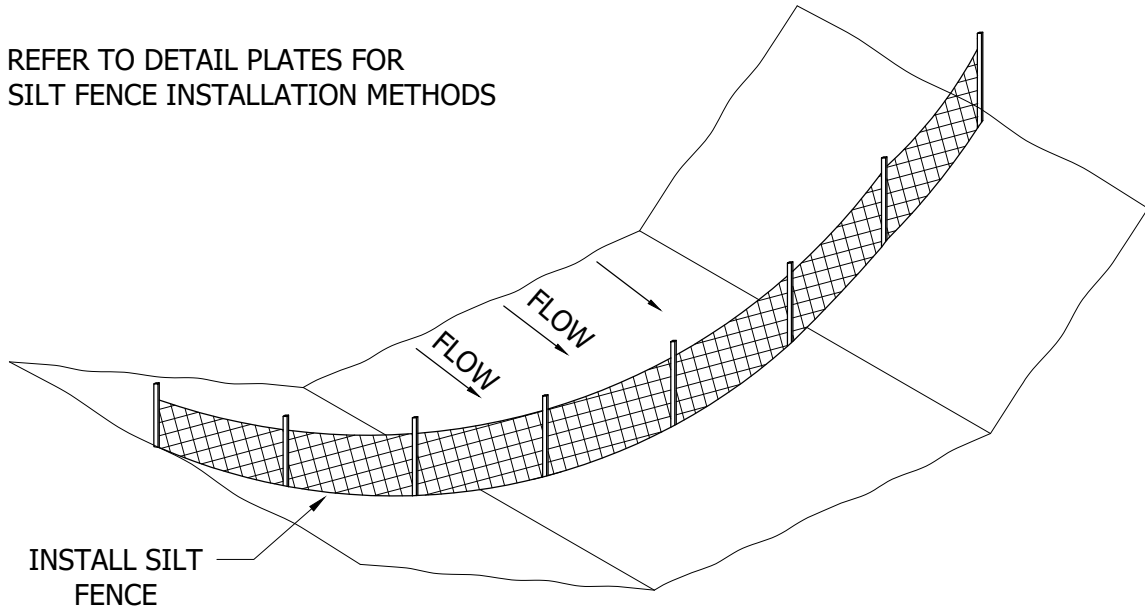 REFER TO DETAIL PLATES FOR
SILT FENCE INSTALLATION METHODS
FLOW
FLOW
INSTALL SILT
FENCE